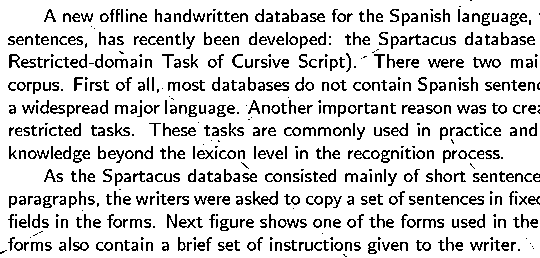 A new offline handwritten database for the Spanish language,
sentences, has recently been developed: the Spartacus database
Restricted-domain Task of Cursive Script). There were two
corpus. First of all, most databases do not contain Spanish
a widespread major language. Another important reason was to
restricted tasks. These tasks are commonly used in practice and
knowledge beyond the lexicon level in the recognition process.
As the Spartacus database consisted mainly of short
paragraphs, the writers were asked to copy a set of sentences in
fields in the forms. Next figure shows one of the forms used in the
forms also contain a brief set of instructions given to the writer.